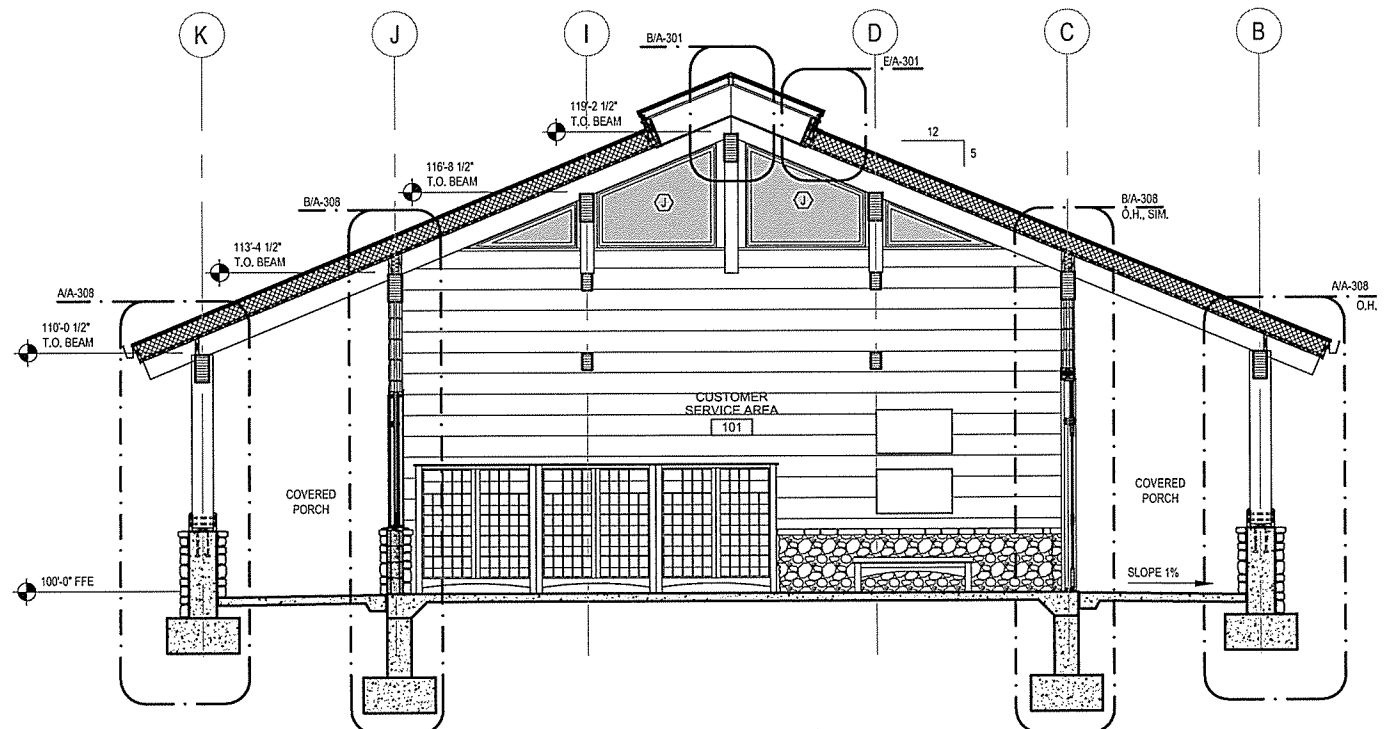 K
J
I
D
C
B
B/A-301
E/A-301
119'-2 1/2"
T.O. BEAM
12
5
116'-8 1/2"
T.O. BEAM
B/A-308
J
J
B/A-308
O.H., SIM.
113'-4 1/2"
T.O. BEAM
A/A-308
A/A-308
O.H.
110'-0 1/2"
T.O. BEAM
CUSTOMER
SERVICE AREA
101
COVERED
PORCH
COVERED
PORCH
100'-0" FFE
SLOPE 1%